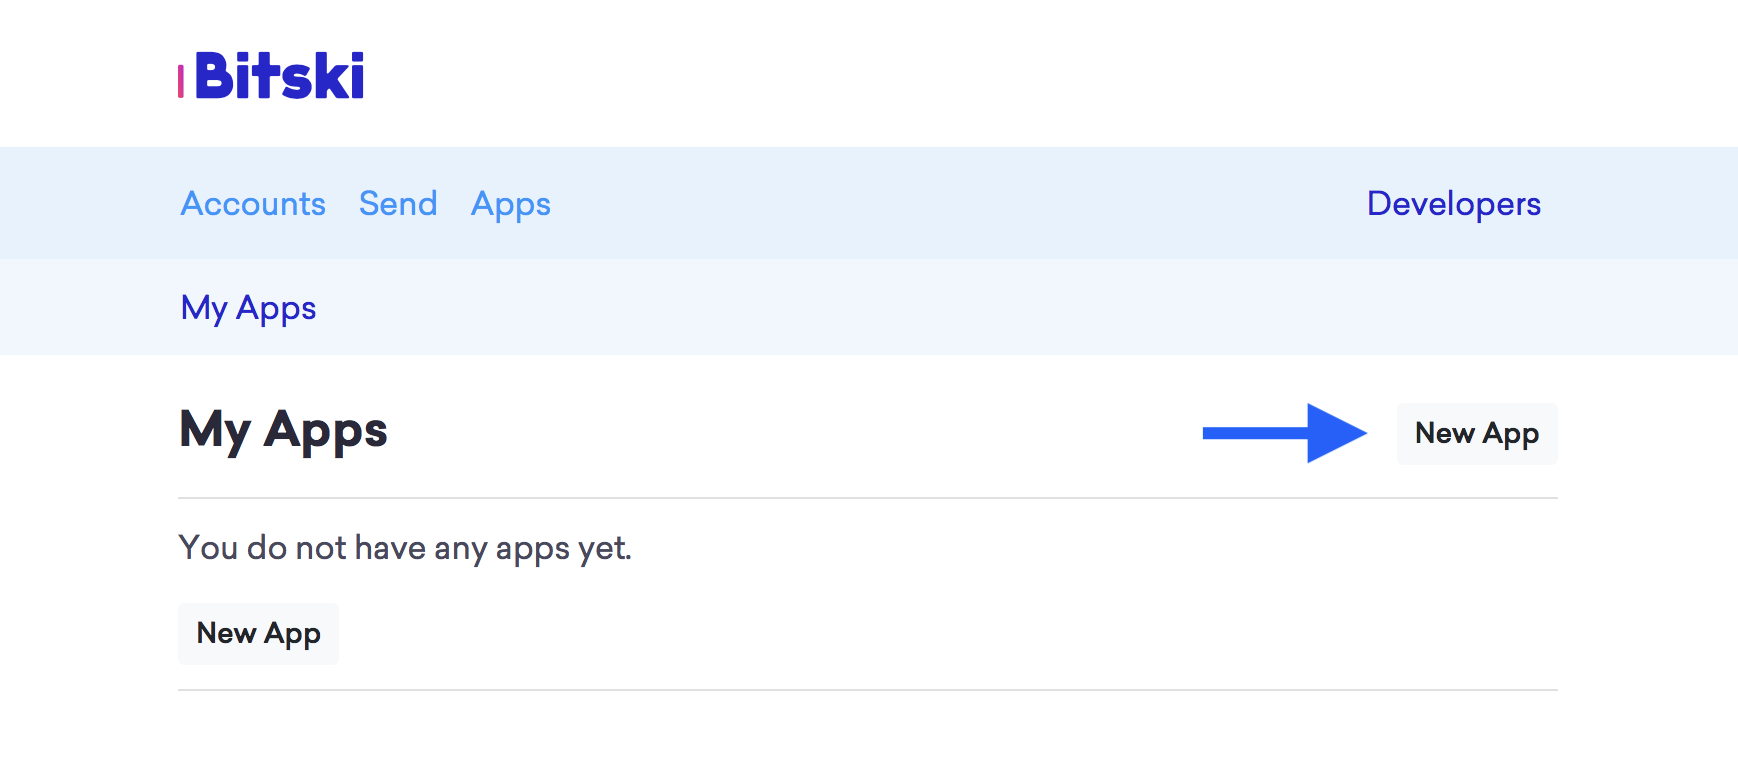 Bitski
Accounts Send Apps Developers
My Apps
My Apps New App
You do not have any apps yet.
New App